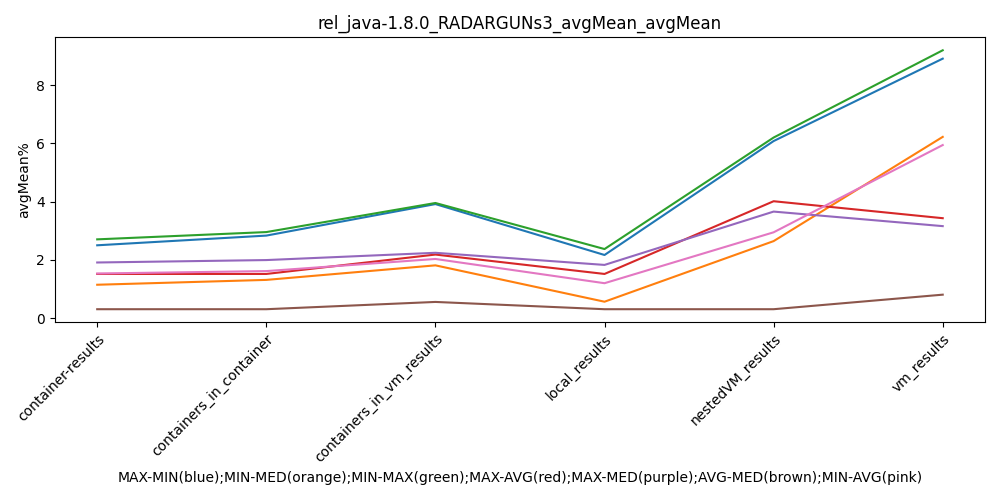 rel_java-1.8.0_RADARGUNs3_avgMean_avgMean
avgMean%
8
6
4
2
0
container-results
containers_in_container
containers_in_vm_results
local_results
nestedVM_results
vm_results
MAX-MIN(blue);MIN-MED(orange);MIN-MAX(green);MAX-AVG(red);MAX-MED(purple);AVG-MED(brown);MIN-AVG(pink)